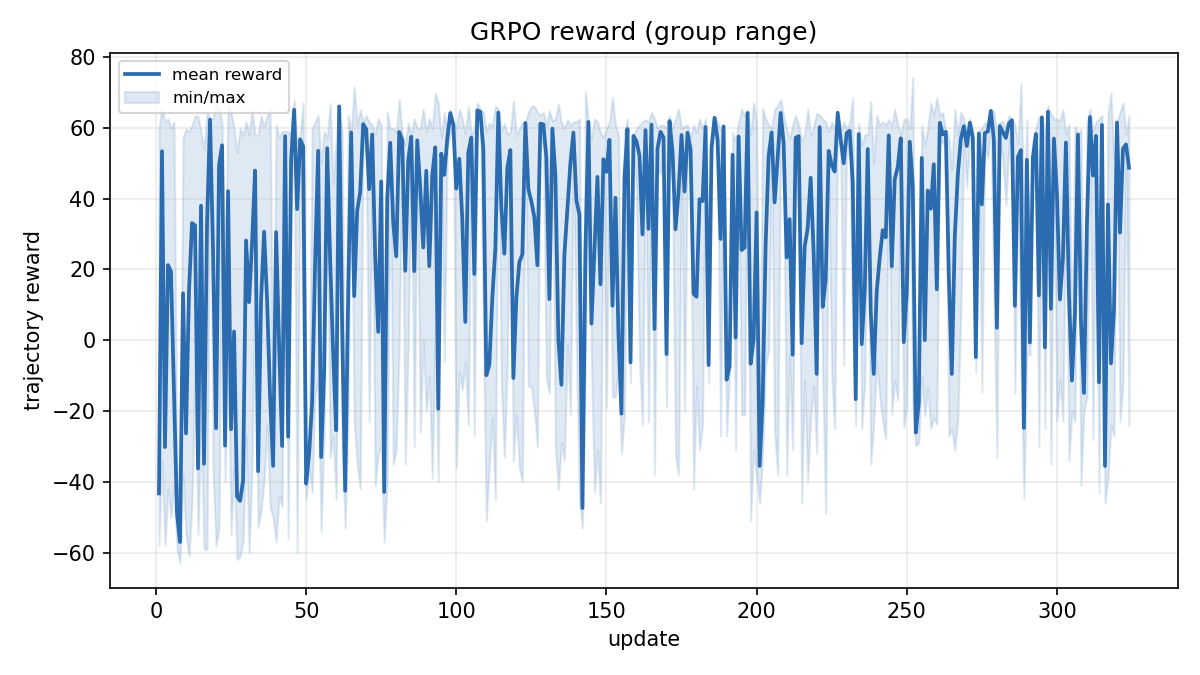 GRPO reward (group range)
mean reward
min/max
trajectory reward
80
60
40
20
0
−20
−40
−60
0 50 100 150 200 250 300
update